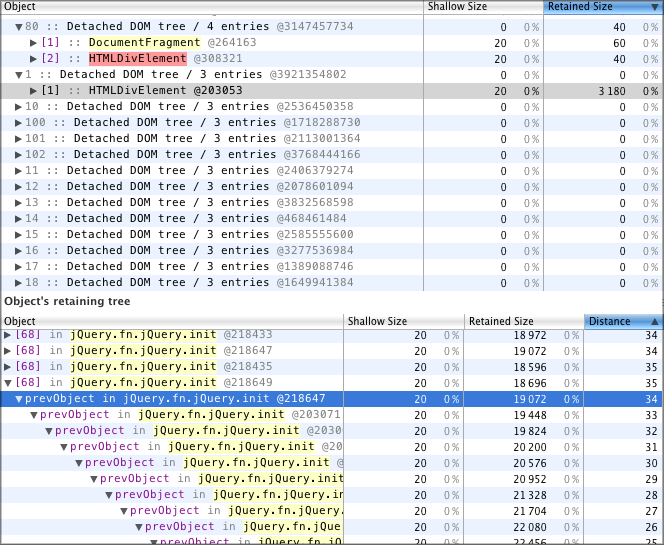 Object Shallow Size Retained Size ▼
▼80 :: Detached DOM tree / 4 entries @3147457734 0 0% 40 0%
▶[1] :: DocumentFragment @264163 20 0% 60 0%
▶[2] :: HTMLDivElement @308321 20 0% 40 0%
▼1 :: Detached DOM tree / 3 entries @3921354802 0 0% 0 0%
▶[1] :: HTMLDivElement @203053 20 0% 3 180 0%
▶10 :: Detached DOM tree / 3 entries @2536450358 0 0% 0 0%
▶100 :: Detached DOM tree / 3 entries @1718288730 0 0% 0 0%
▶101 :: Detached DOM tree / 3 entries @2113001364 0 0% 0 0%
▶102 :: Detached DOM tree / 3 entries @3768444166 0 0% 0 0%
▶11 :: Detached DOM tree / 3 entries @2406379274 0 0% 0 0%
▶12 :: Detached DOM tree / 3 entries @2078601094 0 0% 0 0%
▶13 :: Detached DOM tree / 3 entries @3832568598 0 0% 0 0%
▶14 :: Detached DOM tree / 3 entries @468461484 0 0% 0 0%
▶15 :: Detached DOM tree / 3 entries @2585555600 0 0% 0 0%
▶16 :: Detached DOM tree / 3 entries @3277536984 0 0% 0 0%
▶17 :: Detached DOM tree / 3 entries @1389088746 0 0% 0 0%
▶18 :: Detached DOM tree / 3 entries @1649941384 0 0% 0 0%
Object's retaining tree
Object Shallow Size Retained Size Distance ▲
▶[68] in jQuery.fn.jQuery.init @218433 20 0% 18 972 0% 34
▶[68] in jQuery.fn.jQuery.init @218647 20 0% 19 072 0% 34
▶[68] in jQuery.fn.jQuery.init @218435 20 0% 18 596 0% 35
▼[68] in jQuery.fn.jQuery.init @218649 20 0% 18 696 0% 35
▼prevObject in jQuery.fn.jQuery.init @218647 20 0% 19 072 0% 34
▼prevObject in jQuery.fn.jQuery.init @203071 20 0% 19 448 0% 33
▼prevObject in jQuery.fn.jQuery.init @2030 20 0% 19 824 0% 32
▼prevObject in jQuery.fn.jQuery.init @20 20 0% 20 200 0% 31
▼prevObject in jQuery.fn.jQuery.init @ 20 0% 20 576 0% 30
▼prevObject in jQuery.fn.jQuery.init 20 0% 20 952 0% 29
▼prevObject in jQuery.fn.jQuery.in 20 0% 21 328 0% 28
▼prevObject in jQuery.fn.jQuery. 20 0% 21 704 0% 27
▼prevObject in jQuery.fn.jQue 20 0% 22 080 0% 26
▼prevObject in jQuery.fn.jQ 20 0% 22 456 0% 25